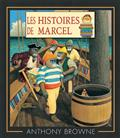 LES HISTOIRES
DE MARCEL
ANTHONY BROWNE